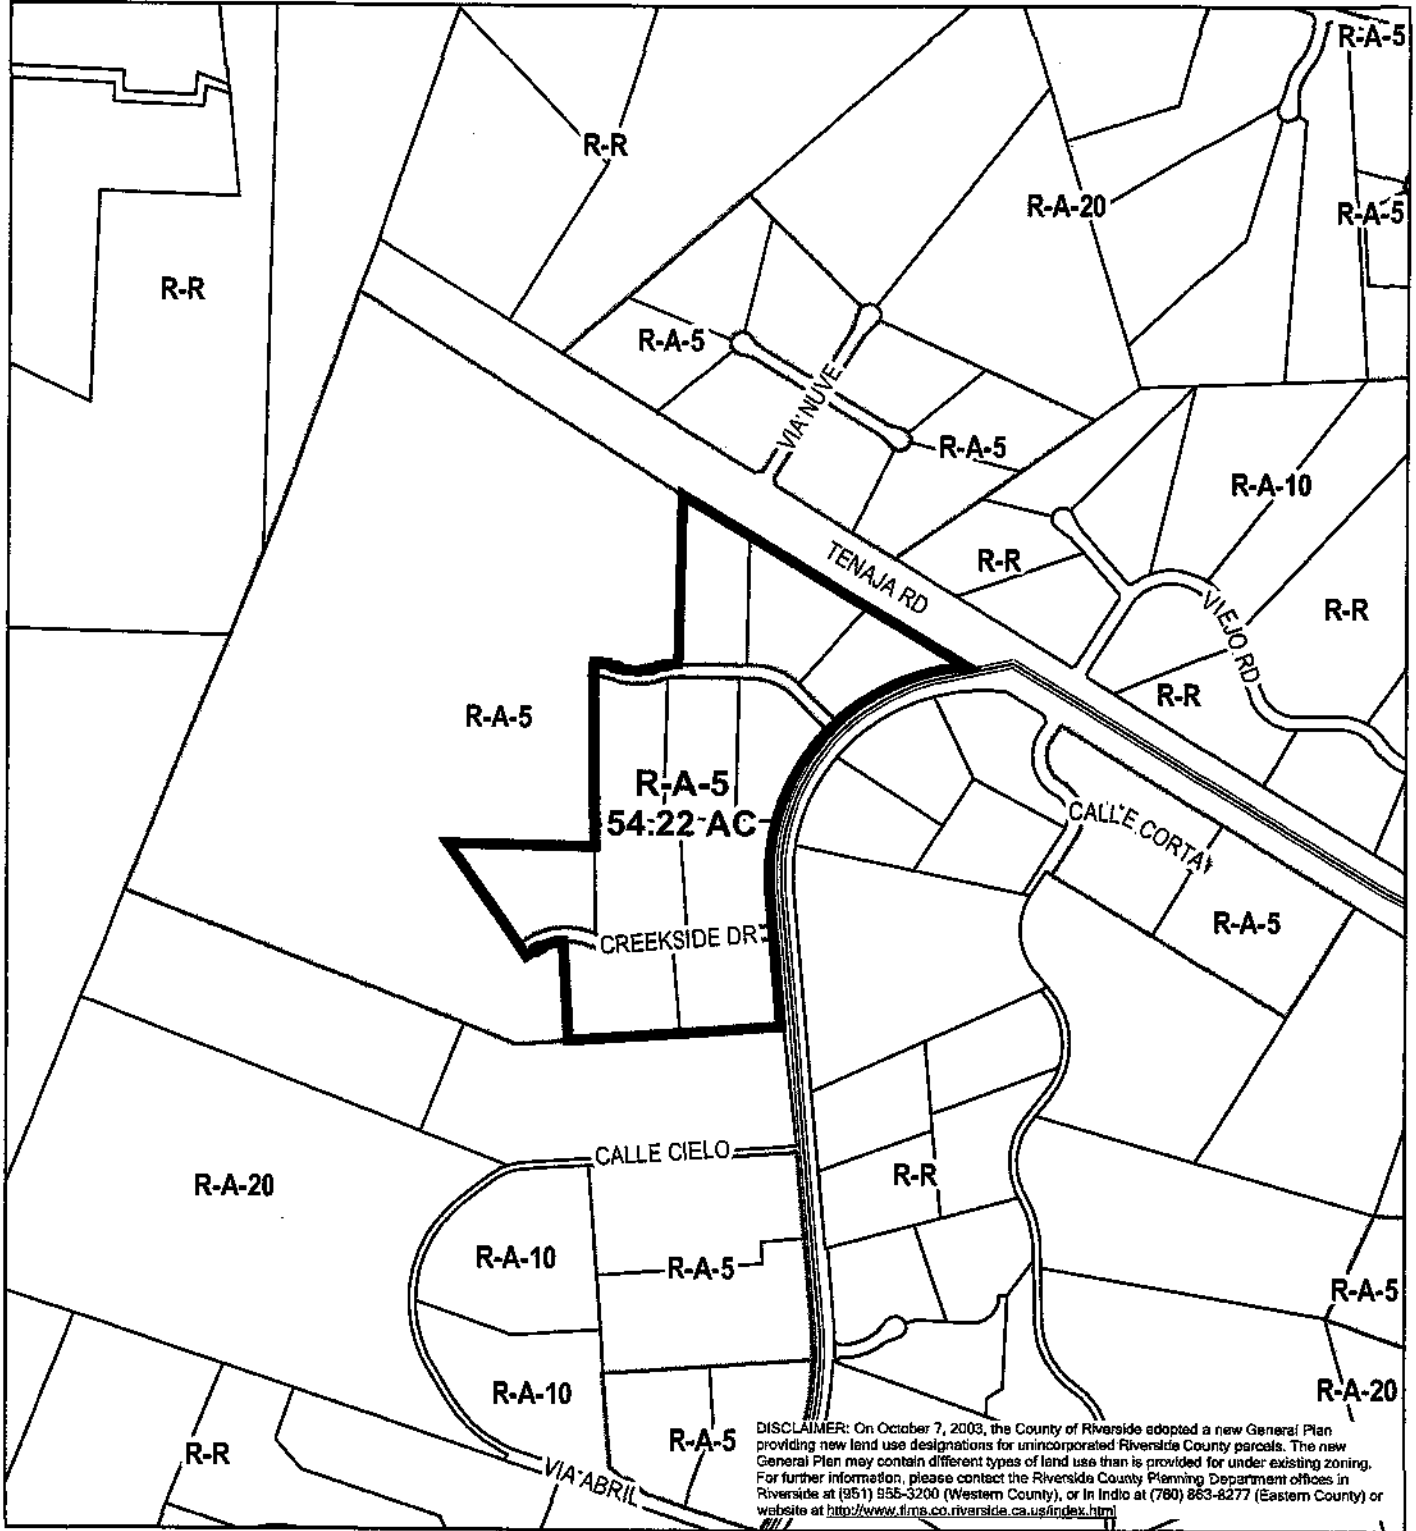 R-A-5
R-R
R-A-20
R-A-5
R-R
R-A-5
VIA NUVE
R-A-5
R-A-10
TENAJA RD
R-R
VIEJO RD
R-R
R-R
R-A-5
R-A-5
54.22 AC
CALLE CORTA
R-A-5
CREEKSIDE DR
CALLE CIELO
R-R
R-A-20
R-A-10
R-A-5
R-A-5
R-A-10
R-A-20
R-A-5
R-R
VIA ABRIL
DISCLAIMER: On October 7, 2003, the County of Riverside adopted a new General Plan
providing new land use designations for unincorporated Riverside County parcels. The new
General Plan may contain different types of land use than is provided for under existing zoning.
For further information, please contact the Riverside County Planning Department offices in
Riverside at (951) 955-3200 (Western County), or in Indio at (760) 863-8277 (Eastern County) or
website at http://www.tlma.co.riverside.ca.us/index.html